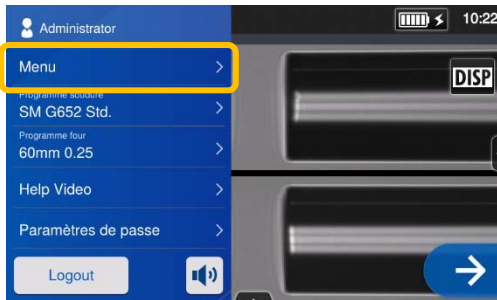 Administrator
10:22
Menu
DISP
Programme soudure
SM G652 Std.
Programme four
60mm 0.25
Help Video
Paramètres de passe
Logout